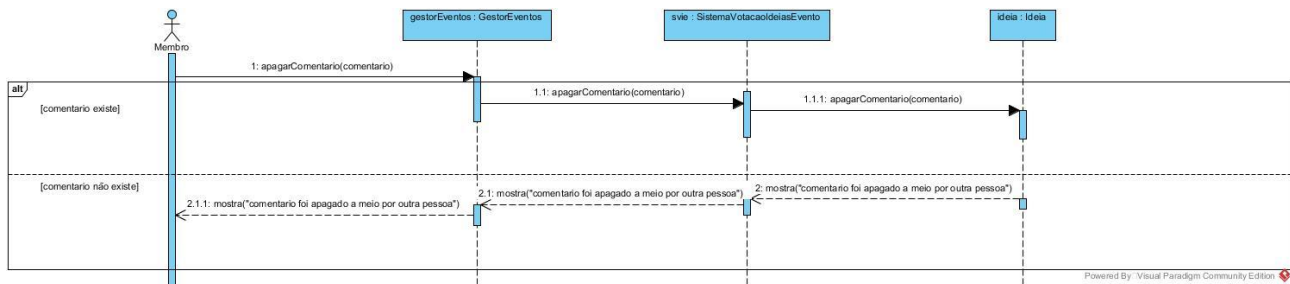 gestorEventos : GestorEventos
svie : SistemaVotacaoIdeiasEvento
ideia : Ideia
Membro
1: apagarComentario(comentario)
alt
[comentario existe]
1.1: apagarComentario(comentario)
1.1.1: apagarComentario(comentario)
[comentario não existe]
2: mostra("comentario foi apagado a meio por outra pessoa")
2.1: mostra("comentario foi apagado a meio por outra pessoa")
2.1.1: mostra("comentario foi apagado a meio por outra pessoa")
Powered By Visual Paradigm Community Edition